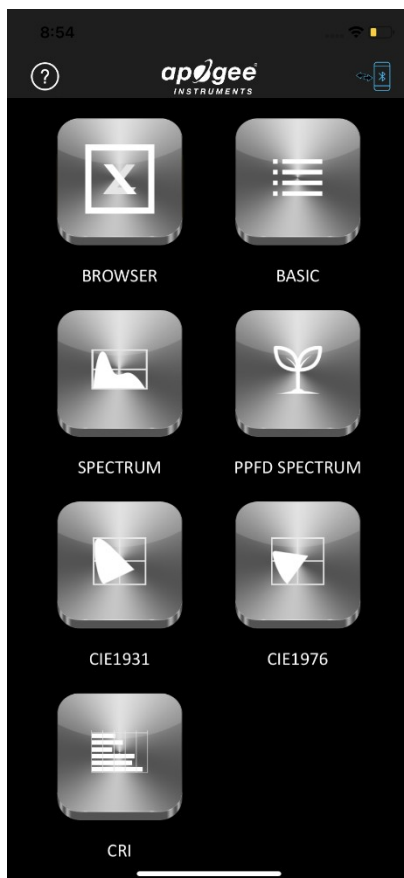 8:54
?
apogee
INSTRUMENTS
X
BROWSER
BASIC
SPECTRUM
PPFD SPECTRUM
CIE1931
CIE1976
CRI